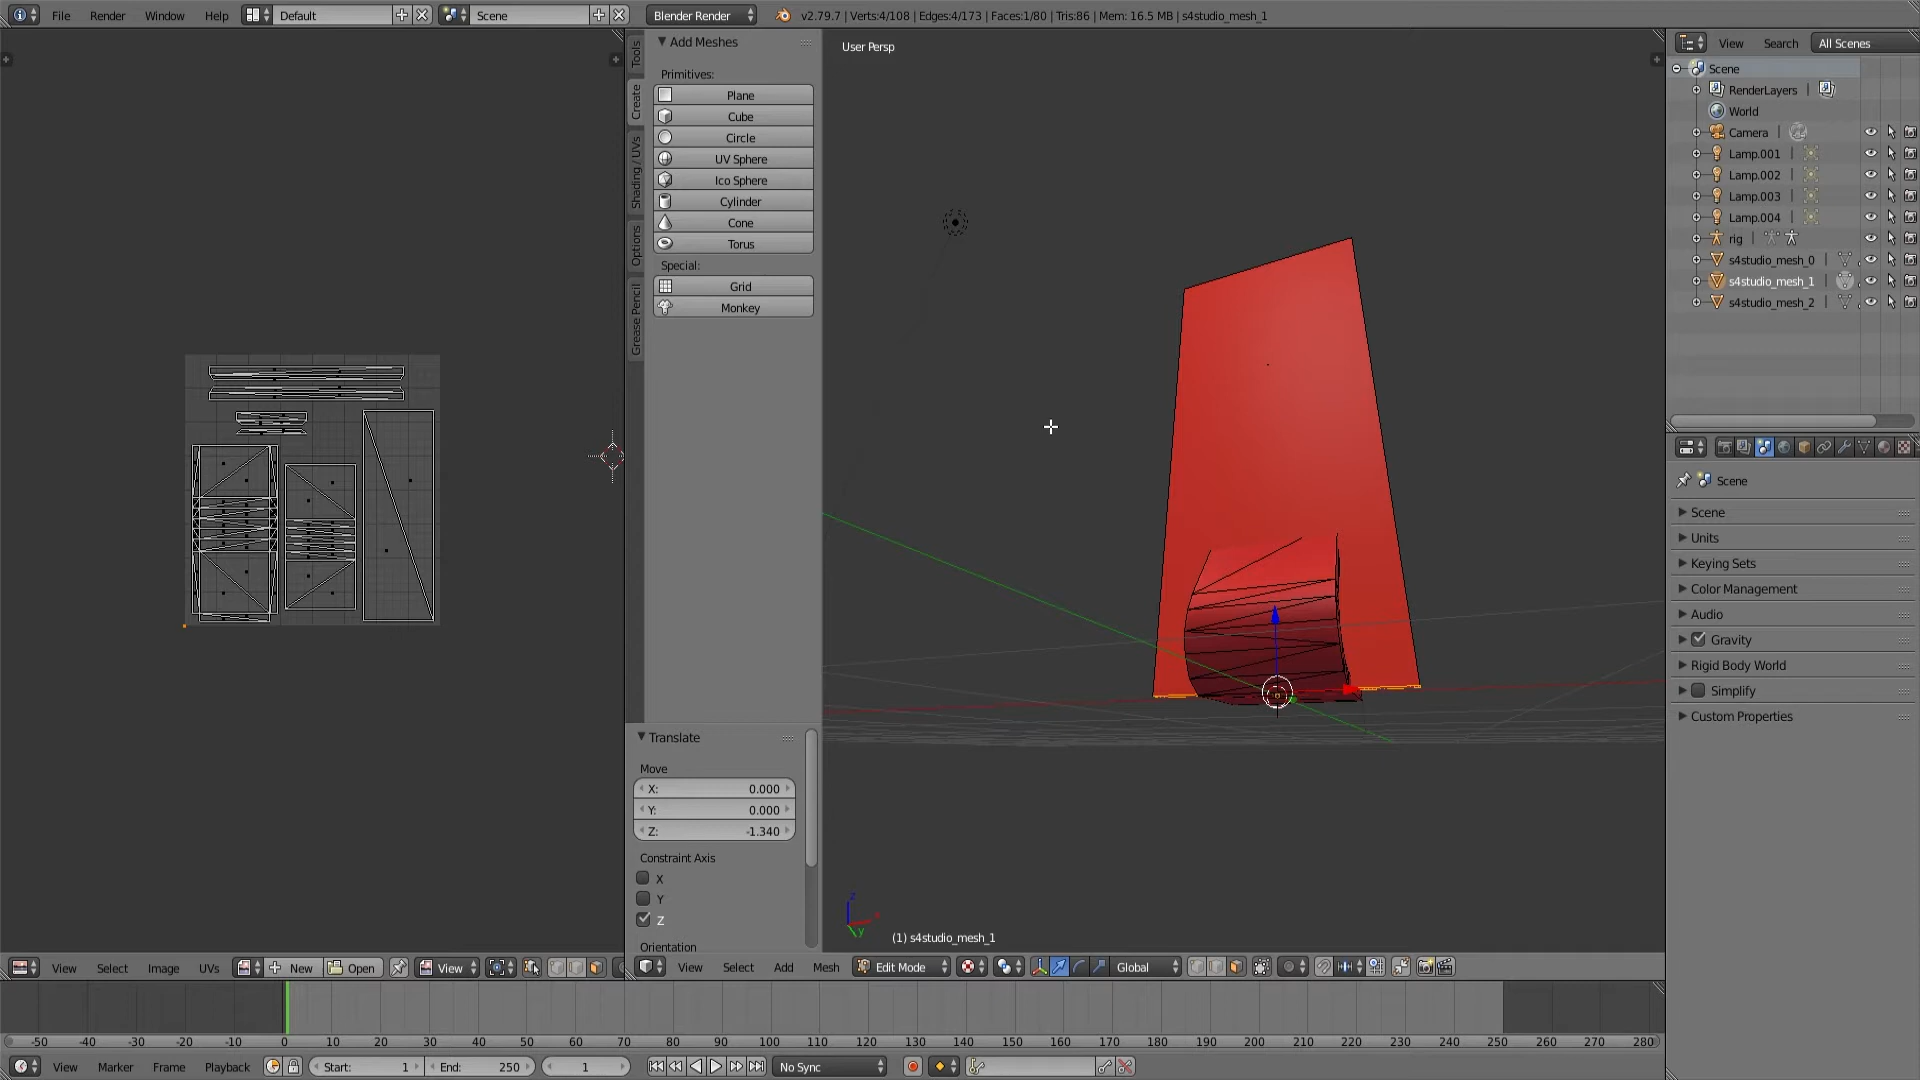 File Render Window Help Default Scene Blender Render v2.79.7 | Verts:4/108 | Edges:4/173 | Faces:1/80 | Tris:86 | Mem: 16.5 MB | s4studio_mesh_1
Tools
Create
Shading / UVs
Options
Grease Pencil
Add Meshes
Primitives:
Plane
Cube
Circle
UV Sphere
Ico Sphere
Cylinder
Cone
Torus
Special:
Grid
Monkey
Translate
Move
X: 0.000
Y: 0.000
Z: -1.340
Constraint Axis
X
Y
Z
Orientation
User Persp
z
x
y
(1) s4studio_mesh_1
View Search All Scenes
Scene
RenderLayers
World
Camera
Lamp.001
Lamp.002
Lamp.003
Lamp.004
rig
s4studio_mesh_0
s4studio_mesh_1
s4studio_mesh_2
Scene
Scene
Units
Keying Sets
Color Management
Audio
Gravity
Rigid Body World
Simplify
Custom Properties
View Select Image UVs New Open View
View Select Add Mesh Edit Mode Global
-50 -40 -30 -20 -10 0 10 20 30 40 50 60 70 80 90 100 110 120 130 140 150 160 170 180 190 200 210 220 230 240 250 260 270 280
View Marker Frame Playback Start: 1 End: 250 1 No Sync